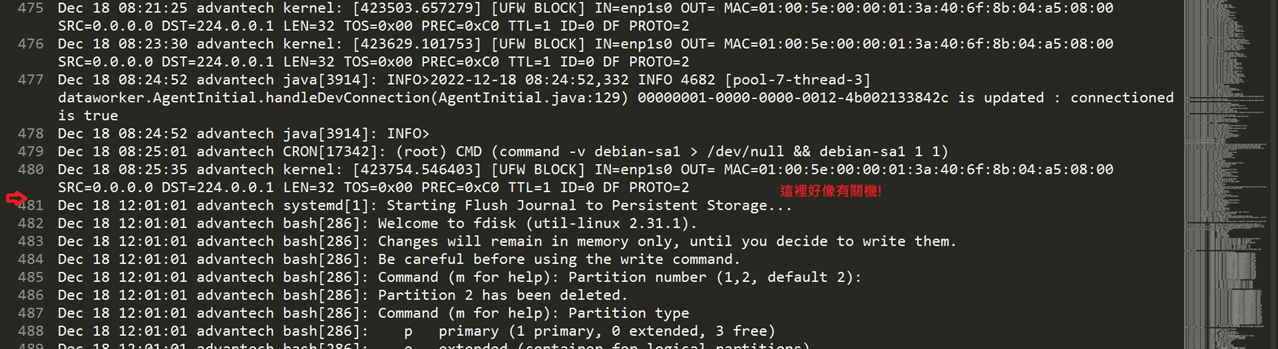 475 Dec 18 08:21:25 advantech kernel: [423503.657279] [UFW BLOCK] IN=enp1s0 OUT= MAC=01:00:5e:00:00:01:3a:40:6f:8b:04:a5:08:00
SRC=0.0.0.0 DST=224.0.0.1 LEN=32 TOS=0x00 PREC=0xC0 TTL=1 ID=0 DF PROTO=2
476 Dec 18 08:23:30 advantech kernel: [423629.101753] [UFW BLOCK] IN=enp1s0 OUT= MAC=01:00:5e:00:00:01:3a:40:6f:8b:04:a5:08:00
SRC=0.0.0.0 DST=224.0.0.1 LEN=32 TOS=0x00 PREC=0xC0 TTL=1 ID=0 DF PROTO=2
477 Dec 18 08:24:52 advantech java[3914]: INFO>2022-12-18 08:24:52,332 INFO 4682 [pool-7-thread-3]
dataworker.AgentInitial.handleDevConnection(AgentInitial.java:129) 00000001-0000-0000-0012-4b002133842c is updated : connectioned
is true
478 Dec 18 08:24:52 advantech java[3914]: INFO>
479 Dec 18 08:25:01 advantech CRON[17342]: (root) CMD (command -v debian-sa1 > /dev/null && debian-sa1 1 1)
480 Dec 18 08:25:35 advantech kernel: [423754.546403] [UFW BLOCK] IN=enp1s0 OUT= MAC=01:00:5e:00:00:01:3a:40:6f:8b:04:a5:08:00
SRC=0.0.0.0 DST=224.0.0.1 LEN=32 TOS=0x00 PREC=0xC0 TTL=1 ID=0 DF PROTO=2
這裡好像有關機!
481 Dec 18 12:01:01 advantech systemd[1]: Starting Flush Journal to Persistent Storage...
482 Dec 18 12:01:01 advantech bash[286]: Welcome to fdisk (util-linux 2.31.1).
483 Dec 18 12:01:01 advantech bash[286]: Changes will remain in memory only, until you decide to write them.
484 Dec 18 12:01:01 advantech bash[286]: Be careful before using the write command.
485 Dec 18 12:01:01 advantech bash[286]: Command (m for help): Partition number (1,2, default 2):
486 Dec 18 12:01:01 advantech bash[286]: Partition 2 has been deleted.
487 Dec 18 12:01:01 advantech bash[286]: Command (m for help): Partition type
488 Dec 18 12:01:01 advantech bash[286]: p primary (1 primary, 0 extended, 3 free)
489 Dec 18 12:01:01 advantech bash[286]: e extended (container for logical partitions)